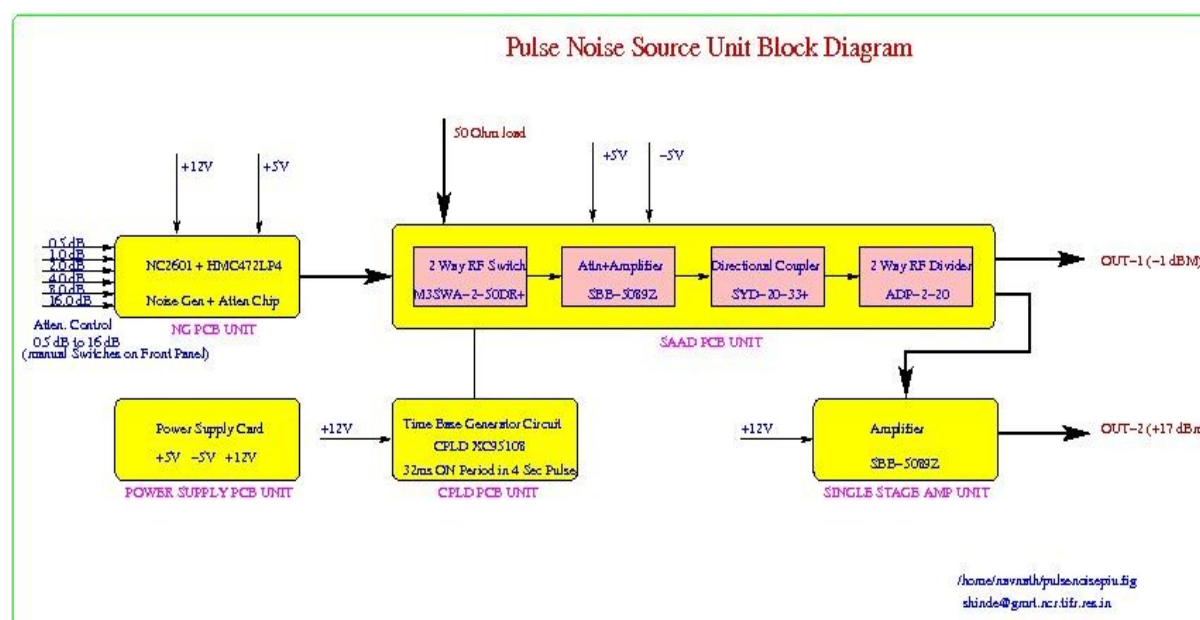 Pulse Noise Source Unit Block Diagram
50 Ohm load
+12V
+5V
+5V
-5V
0.5 dB
1.0 dB
2.0 dB
4.0 dB
8.0 dB
16.0 dB
Atten. Control
0.5 dB to 16 dB
(manual Switches on Front Panel)
NC2601 + HMC472LP4
Noise Gen + Atten Chip
NG PCB UNIT
2 Way RF Switch
M3SWA-2-50DR+
Attn+Amplifier
SBB-5089Z
Directional Coupler
SYD-20-33+
2 Way RF Divider
ADP-2-20
SAAD PCB UNIT
OUT-1 (-1 dBM)
Power Supply Card
+5V -5V +12V
POWER SUPPLY PCB UNIT
+12V
Time Base Generator Circuit
CPLD XC95108
32ms ON Period in 4 Sec Pulse
CPLD PCB UNIT
+12V
Amplifier
SBB-5089Z
SINGLE STAGE AMP UNIT
OUT-2 (+17 dBm
/home/navnath/pulsenoisepiu.fig
shinde@gmrt.ncr.tifr.res.in